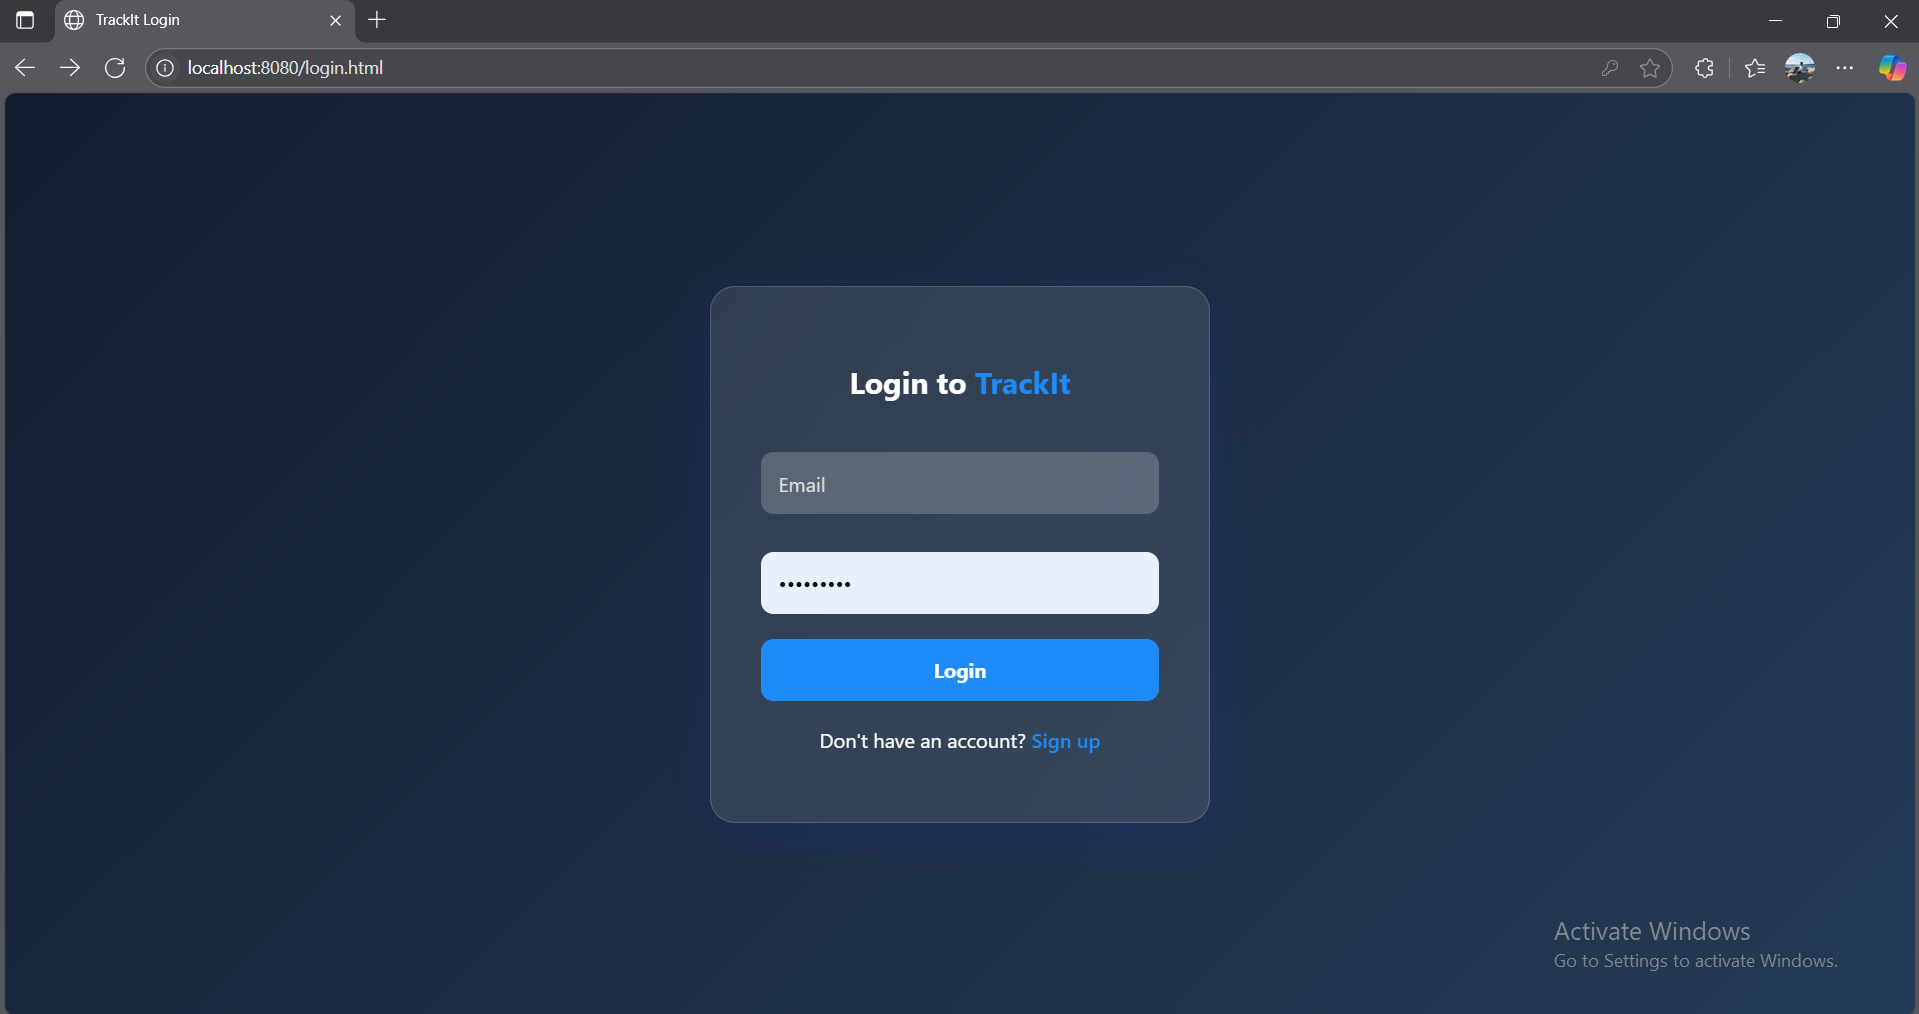 TrackIt Login
localhost:8080/login.html
Login to TrackIt
Email
•••••••••
Login
Don't have an account? Sign up
Activate Windows
Go to Settings to activate Windows.